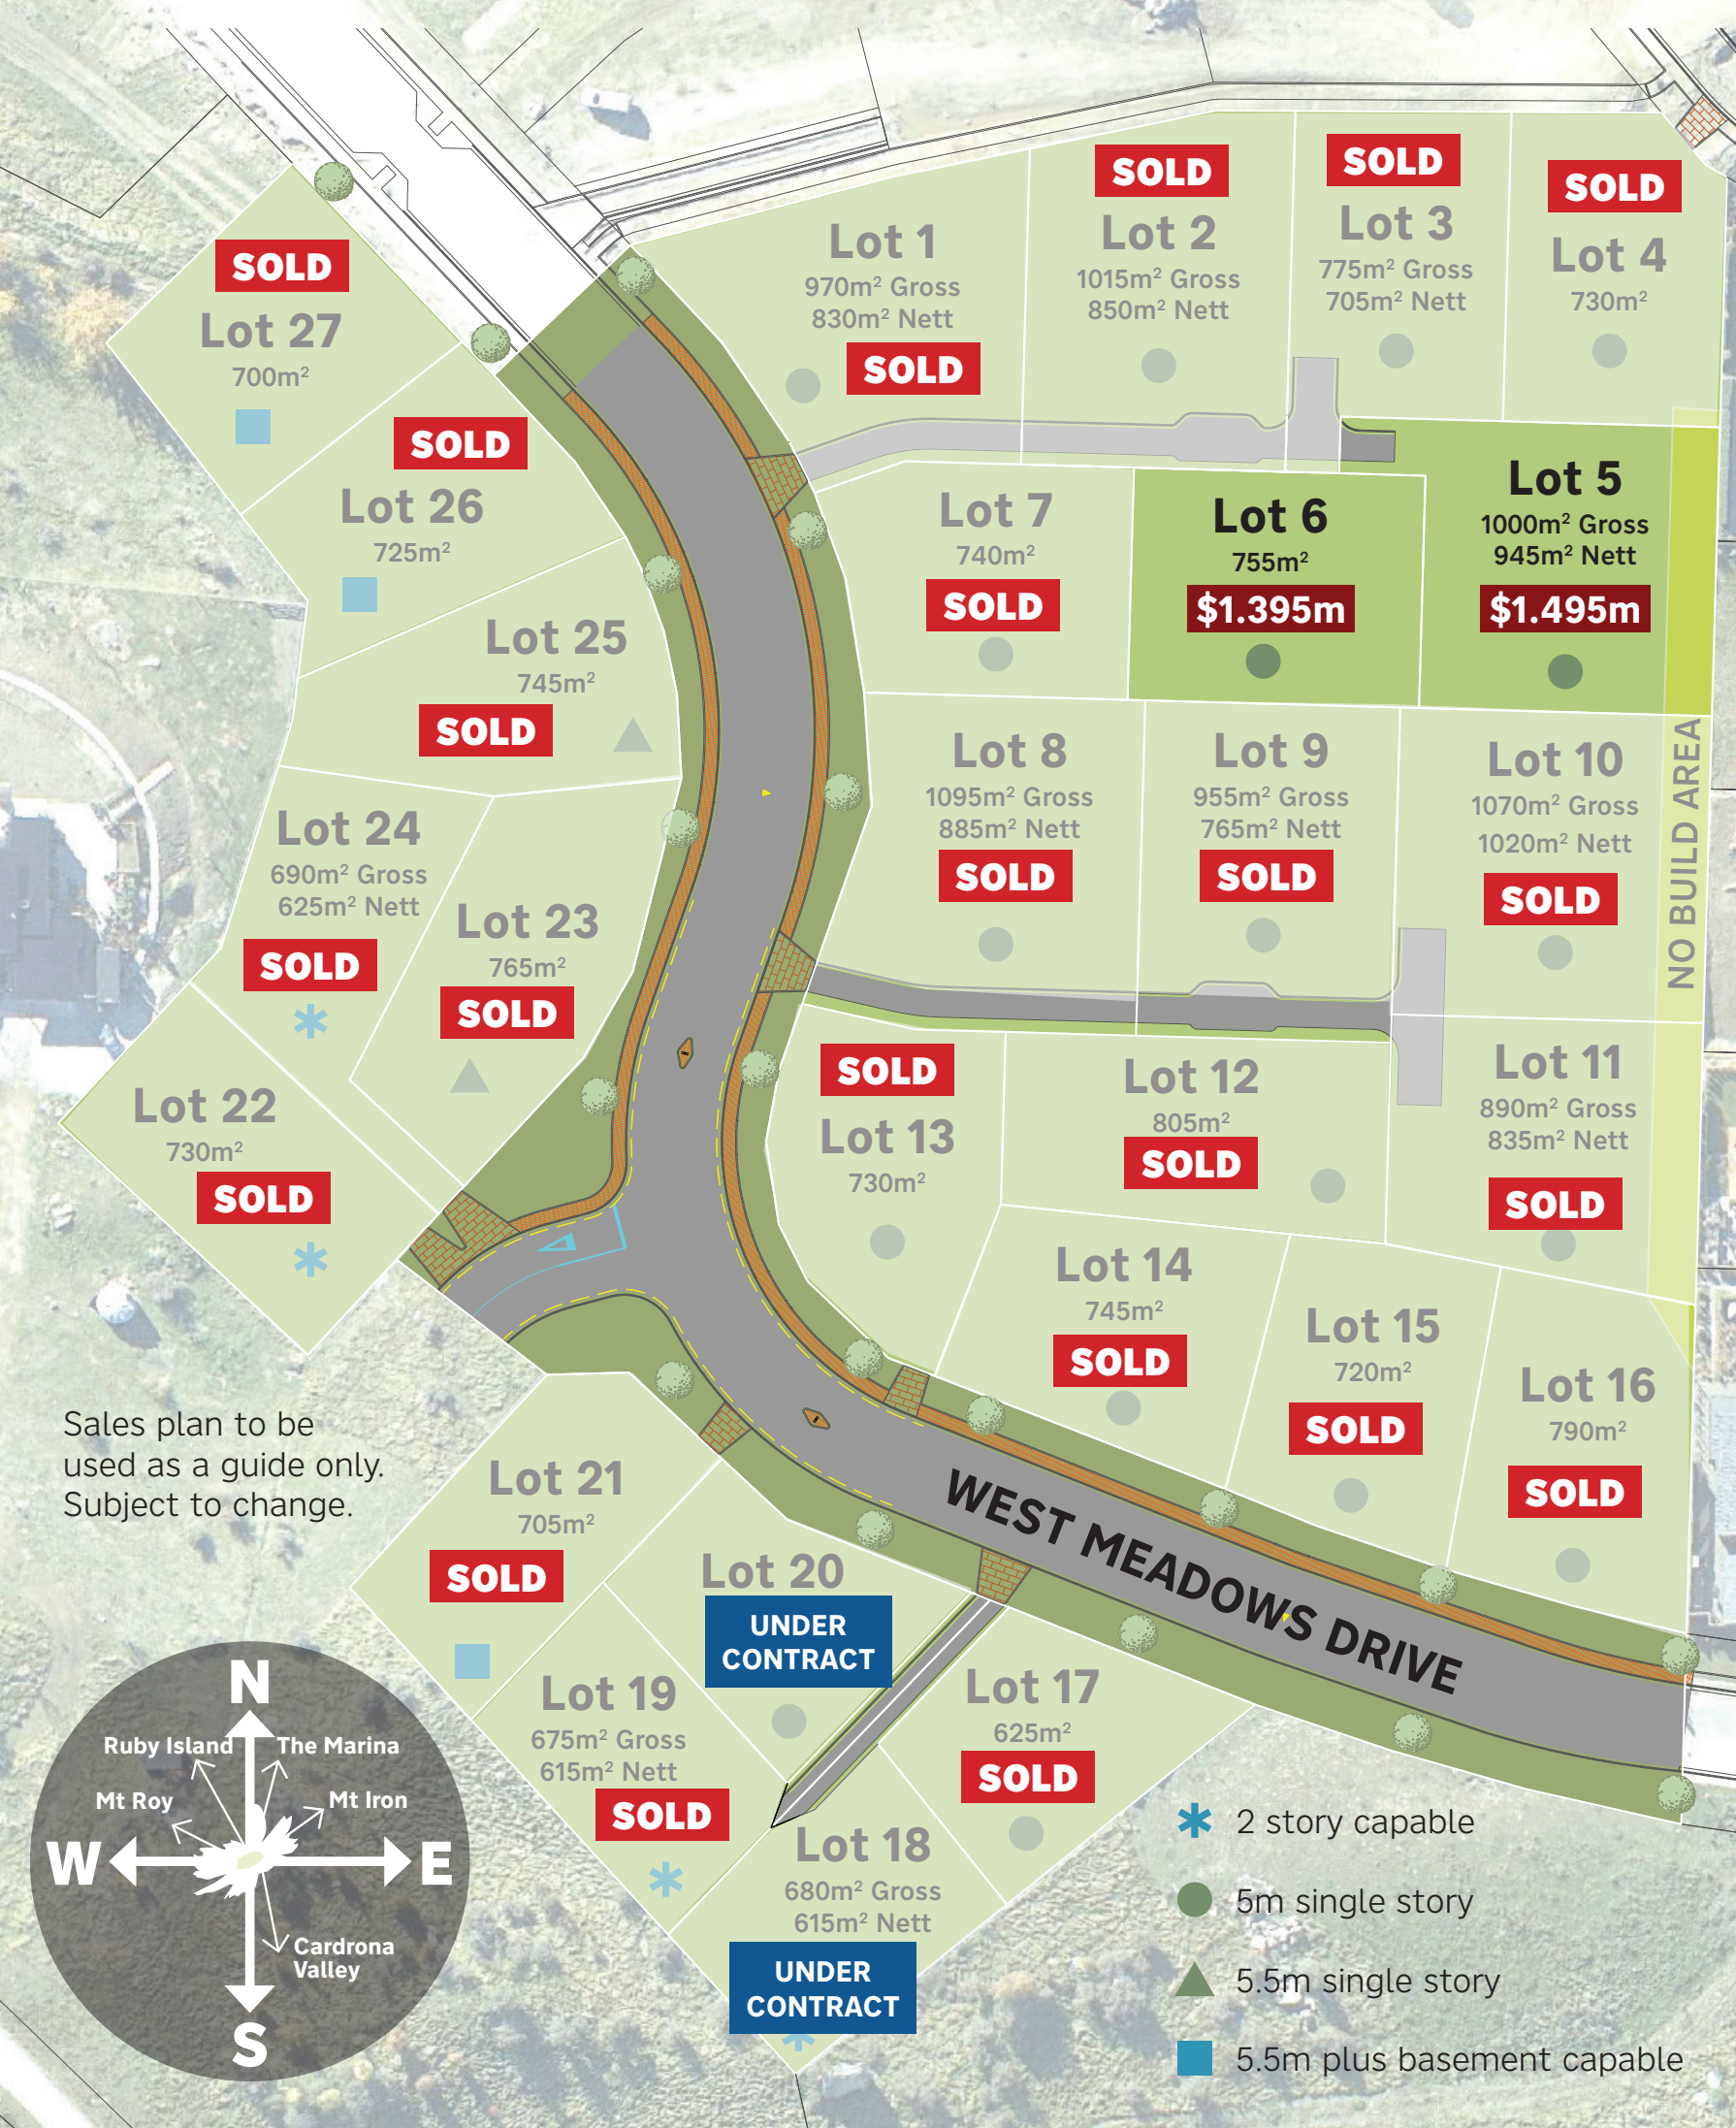 SOLD
Lot 27
700m²
SOLD
Lot 26
725m²
Lot 25
745m²
SOLD
Lot 24
690m² Gross
625m² Nett
SOLD
Lot 23
765m²
SOLD
Lot 22
730m²
SOLD
Lot 1
970m² Gross
830m² Nett
SOLD
SOLD
Lot 2
1015m² Gross
850m² Nett
SOLD
Lot 3
775m² Gross
705m² Nett
SOLD
Lot 4
730m²
Lot 7
740m²
SOLD
Lot 6
755m²
$1.395m
Lot 5
1000m² Gross
945m² Nett
$1.495m
Lot 8
1095m² Gross
885m² Nett
SOLD
Lot 9
955m² Gross
765m² Nett
SOLD
Lot 10
1070m² Gross
1020m² Nett
SOLD
NO BUILD AREA
SOLD
Lot 13
730m²
Lot 12
805m²
SOLD
Lot 11
890m² Gross
835m² Nett
SOLD
Lot 14
745m²
SOLD
Lot 15
720m²
SOLD
Lot 16
790m²
SOLD
WEST MEADOWS DRIVE
Sales plan to be
used as a guide only.
Subject to change.
Lot 21
705m²
SOLD
Lot 20
UNDER
CONTRACT
Lot 19
675m² Gross
615m² Nett
SOLD
Lot 17
625m²
SOLD
Lot 18
680m² Gross
615m² Nett
UNDER
CONTRACT
N
Ruby Island
The Marina
Mt Roy
Mt Iron
W
E
Cardrona
Valley
S
2 story capable
5m single story
5.5m single story
5.5m plus basement capable